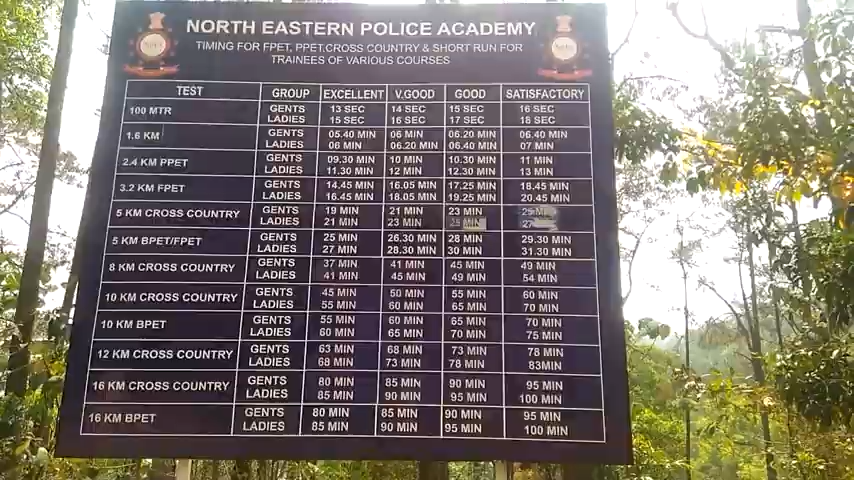 NORTH EASTERN POLICE ACADEMY
TIMING FOR FPET, PPET,CROSS COUNTRY & SHORT RUN FOR
TRAINEES OF VARIOUS COURSES
TEST GROUP EXCELLENT V.GOOD GOOD SATISFACTORY
100 MTR GENTS 13 SEC 14 SEC 15 SEC 16 SEC
LADIES 15 SEC 16 SEC 17 SEC 18 SEC
1.6 KM GENTS 05.40 MIN 06 MIN 06.20 MIN 06.40 MIN
LADIES 06 MIN 06.20 MIN 06.40 MIN 07 MIN
2.4 KM PPET GENTS 09.30 MIN 10 MIN 10.30 MIN 11 MIN
LADIES 11.30 MIN 12 MIN 12.30 MIN 13 MIN
3.2 KM FPET GENTS 14.45 MIN 16.05 MIN 17.25 MIN 18.45 MIN
LADIES 16.45 MIN 18.05 MIN 19.25 MIN 20.45 MIN
5 KM CROSS COUNTRY GENTS 19 MIN 21 MIN 23 MIN
LADIES 21 MIN 23 MIN 27
5 KM BPET/FPET GENTS 25 MIN 26.30 MIN 28 MIN 29.30 MIN
LADIES 27 MIN 28.30 MIN 30 MIN 31.30 MIN
8 KM CROSS COUNTRY GENTS 37 MIN 41 MIN 45 MIN 49 MIN
LADIES 41 MIN 45 MIN 49 MIN 54 MIN
10 KM CROSS COUNTRY GENTS 45 MIN 50 MIN 55 MIN 60 MIN
LADIES 55 MIN 60 MIN 65 MIN 70 MIN
10 KM BPET GENTS 55 MIN 60 MIN 65 MIN 70 MIN
LADIES 60 MIN 65 MIN 70 MIN 75 MIN
12 KM CROSS COUNTRY GENTS 63 MIN 68 MIN 73 MIN 78 MIN
LADIES 68 MIN 73 MIN 78 MIN 83MIN
16 KM CROSS COUNTRY GENTS 80 MIN 85 MIN 90 MIN 95 MIN
LADIES 85 MIN 90 MIN 95 MIN 100 MIN
16 KM BPET GENTS 80 MIN 85 MIN 90 MIN 95 MIN
LADIES 85 MIN 90 MIN 95 MIN 100 MIN